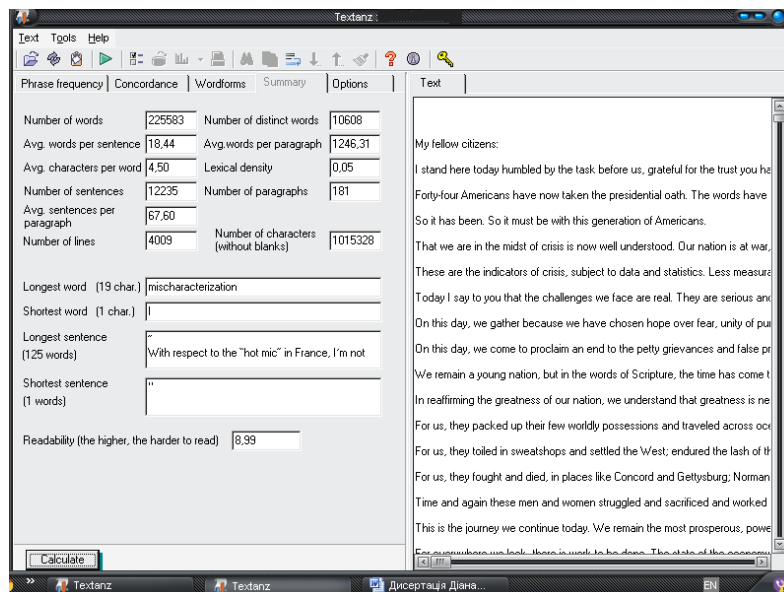 Textanz :
Text Tools Help
Phrase frequency Concordance Wordforms Summary Options
Number of words 225583 Number of distinct words 10608
Avg. words per sentence 18,44 Avg.words per paragraph 1246,31
Avg. characters per word 4,50 Lexical density 0,05
Number of sentences 12235 Number of paragraphs 181
Avg. sentences per paragraph 67,60
Number of lines 4009 Number of characters (without blanks) 1015328
Longest word (19 char.) mischaracterization
Shortest word (1 char.) I
Longest sentence (125 words)
"
With respect to the "hot mic" in France, I'm not
Shortest sentence (1 words) "
Readability (the higher, the harder to read) 8,99
Calculate
Text
My fellow citizens:
I stand here today humbled by the task before us, grateful for the trust you ha
Forty-four Americans have now taken the presidential oath. The words have
So it has been. So it must be with this generation of Americans.
That we are in the midst of crisis is now well understood. Our nation is at war,
These are the indicators of crisis, subject to data and statistics. Less measura
Today I say to you that the challenges we face are real. They are serious and
On this day, we gather because we have chosen hope over fear, unity of pur
On this day, we come to proclaim an end to the petty grievances and false pr
We remain a young nation, but in the words of Scripture, the time has come t
In reaffirming the greatness of our nation, we understand that greatness is ne
For us, they packed up their few worldly possessions and traveled across oce
For us, they toiled in sweatshops and settled the West; endured the lash of th
For us, they fought and died, in places like Concord and Gettysburg; Norman
Time and again these men and women struggled and sacrificed and worked
This is the journey we continue today. We remain the most prosperous, powe
For everywhere we look, there is work to be done. The state of the economy
» Textanz Textanz Дисертація Діана... EN